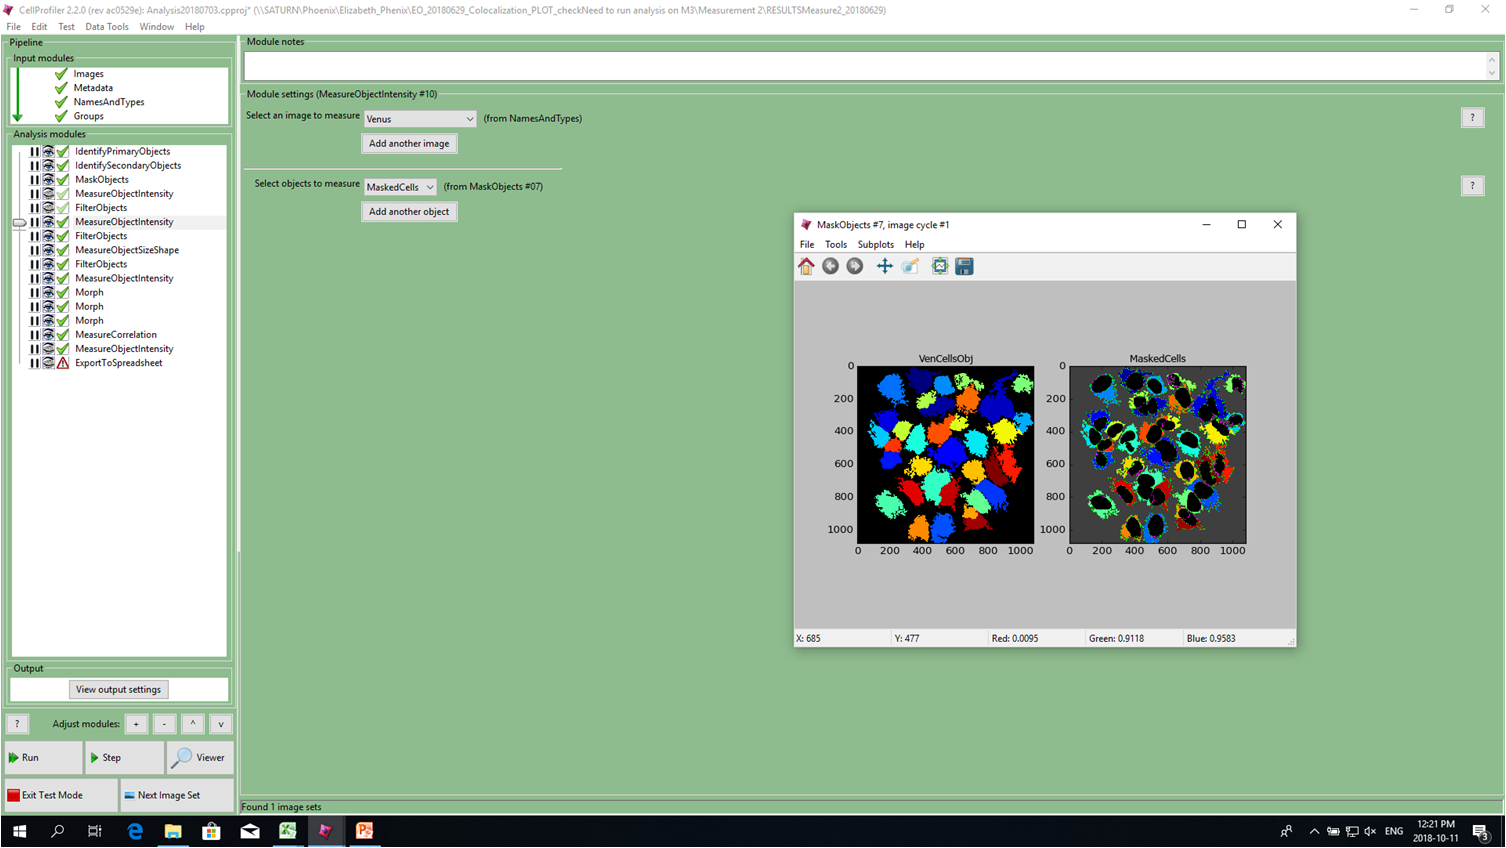 CellProfiler 2.2.0 (rev ac0529e): Analysis20180703.cpproj* (\\SATURN\Phoenix\Elizabeth_Phenix\EO_20180629_Colocalization_PLOT_checkNeed to run analysis on M3\Measurement 2\RESULTSMeasure2_20180629)
File Edit Test Data Tools Window Help
Pipeline
Input modules
Images
Metadata
NamesAndTypes
Groups
Analysis modules
IdentifyPrimaryObjects
IdentifySecondaryObjects
MaskObjects
MeasureObjectIntensity
FilterObjects
MeasureObjectIntensity
FilterObjects
MeasureObjectSizeShape
FilterObjects
MeasureObjectIntensity
Morph
Morph
Morph
MeasureCorrelation
MeasureObjectIntensity
ExportToSpreadsheet
Output
View output settings
? Adjust modules: + - ^ v
Run Step Viewer
Exit Test Mode Next Image Set
Module notes
Module settings (MeasureObjectIntensity #10)
Select an image to measure Venus (from NamesAndTypes) ?
Add another image
Select objects to measure MaskedCells (from MaskObjects #07) ?
Add another object
MaskObjects #7, image cycle #1
File Tools Subplots Help
VenCellsObj
0
200
400
600
800
1000
0 200 400 600 800 1000
MaskedCells
0
200
400
600
800
1000
0 200 400 600 800 1000
X: 685 Y: 477 Red: 0.0095 Green: 0.9118 Blue: 0.9583
Found 1 image sets
ENG
12:21 PM
2018-10-11
3